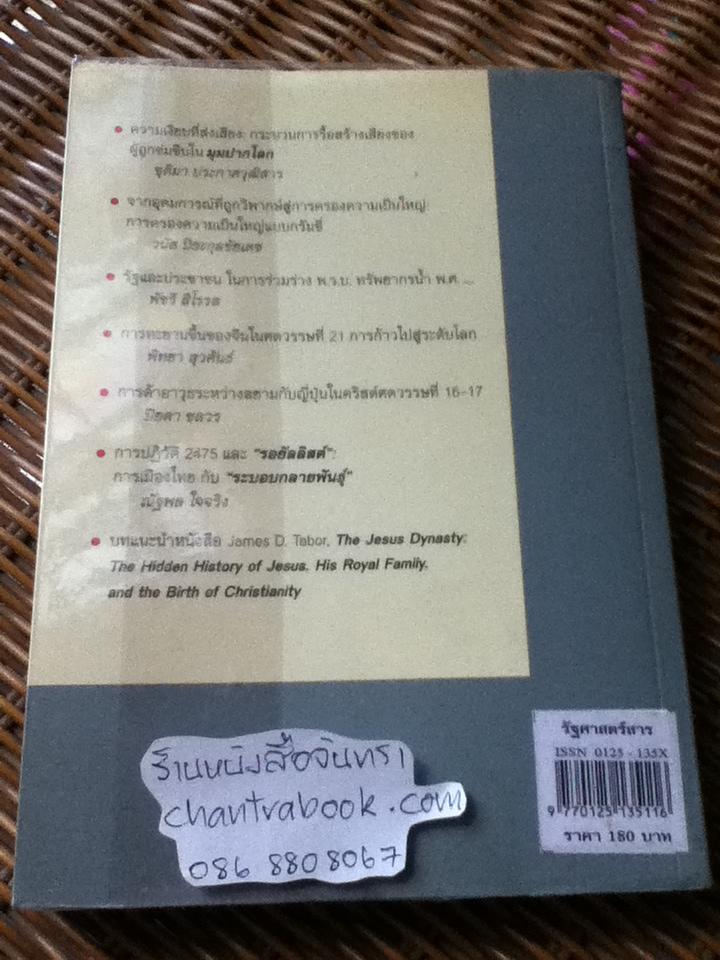 • ความเงียบที่ส่งเสียง: กระบวนการรื้อสร้างเสียงของ
ผู้ถูกข่มขืนใน มุมปากโลก
ชุติมา ประกาศวุฒิสาร
• จากอุดมการณ์ที่ถูกวิพากษ์สู่การครองความเป็นใหญ่:
การครองความเป็นใหญ่แบบกรัมชี่
วนัส ปิยะกุลชัยเดช
• รัฐและประชาชน ในการร่วมร่าง พ.ร.บ. ทรัพยากรน้ำ พ.ศ. ....
พัชรี สิโรรส
• การทะยานขึ้นของจีนในศตวรรษที่ 21 การก้าวไปสู่ระดับโลก
พิทยา สุวคันธ์
• การค้าอาวุธระหว่างสยามกับญี่ปุ่นในคริสต์ศตวรรษที่ 16-17
ปิยดา ชลวร
• การปฏิวัติ 2475 และ "รอยัลลิสต์":
การเมืองไทย กับ "ระบอบกลายพันธุ์"
ณัฐพล ใจจริง
• บทแนะนำหนังสือ James D. Tabor, The Jesus Dynasty:
The Hidden History of Jesus, His Royal Family,
and the Birth of Christianity
ร้านหนังสือจันทรา
chantrabook.com
086 8808067
รัฐศาสตร์สาร
ISSN 0125 - 135X
9 770125 135116
ราคา 180 บาท